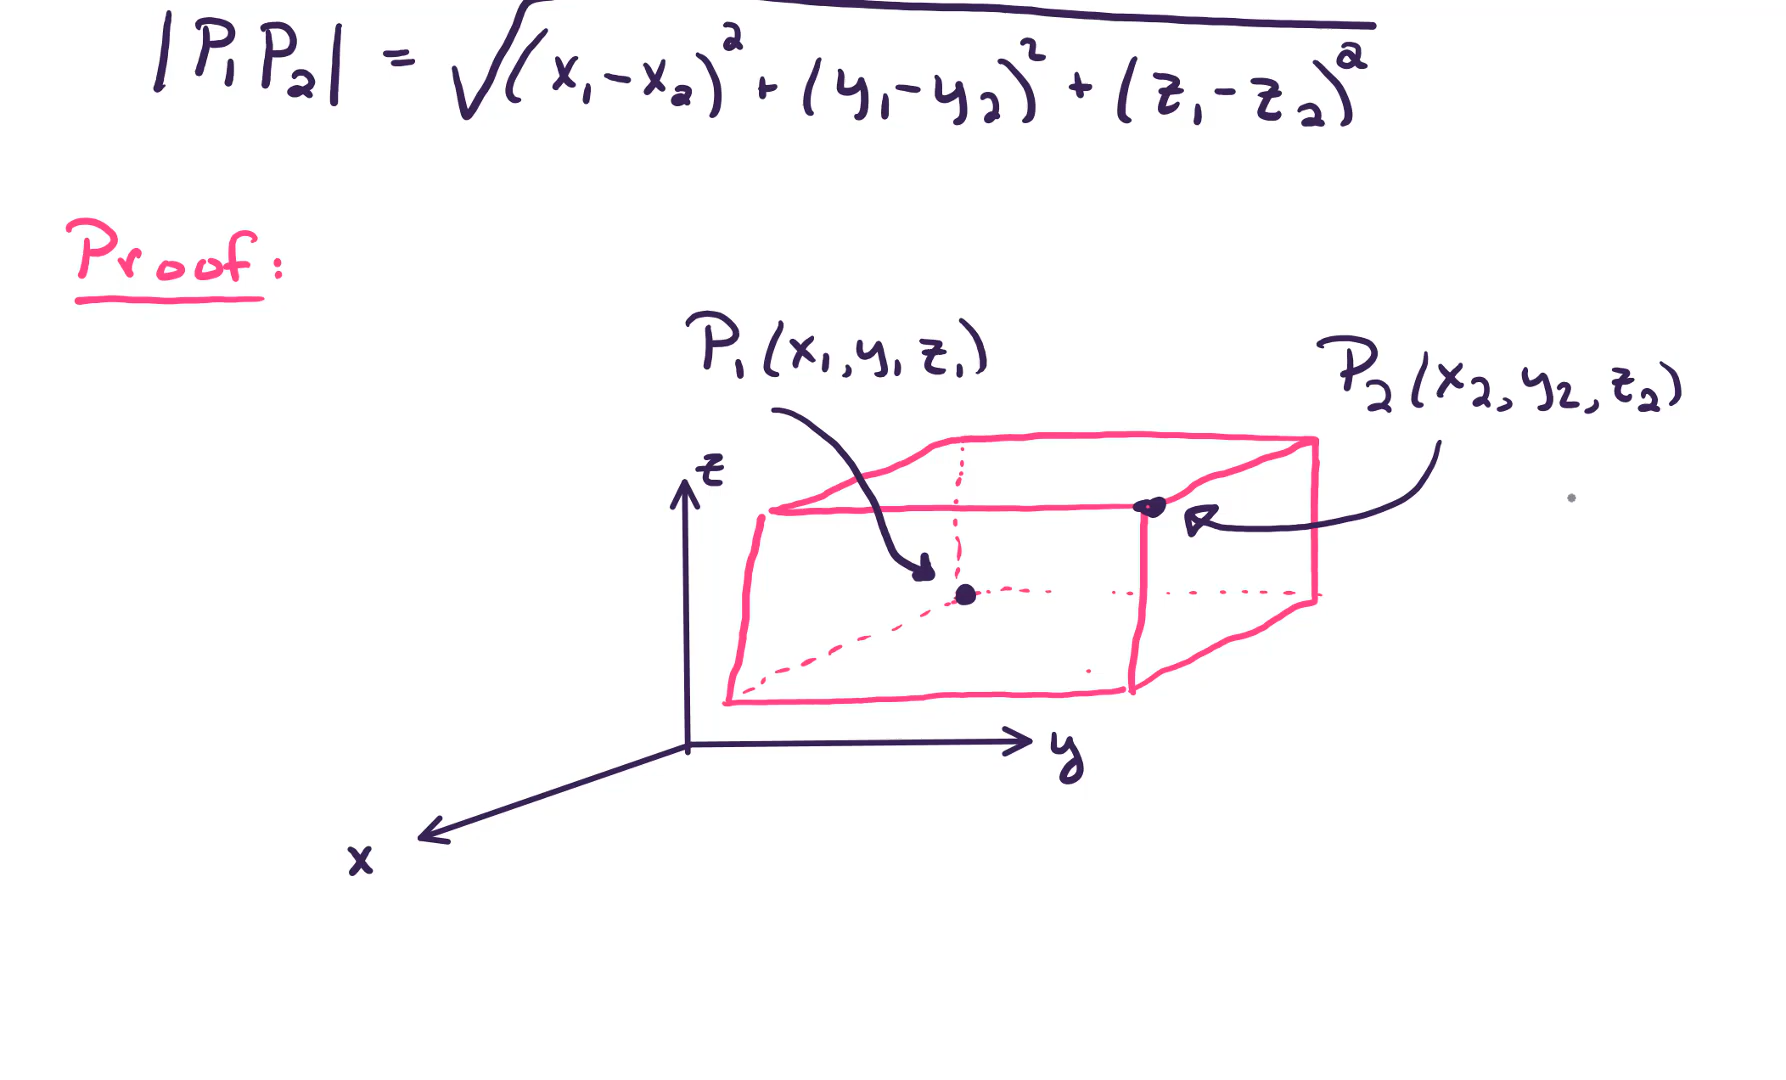 |P₁P₂| = √(x₁-x₂)² + (y₁-y₂)² + (z₁-z₂)²
Proof:
P₁(x₁,y₁,z₁)
P₂(x₂,y₂,z₂)
z
y
x